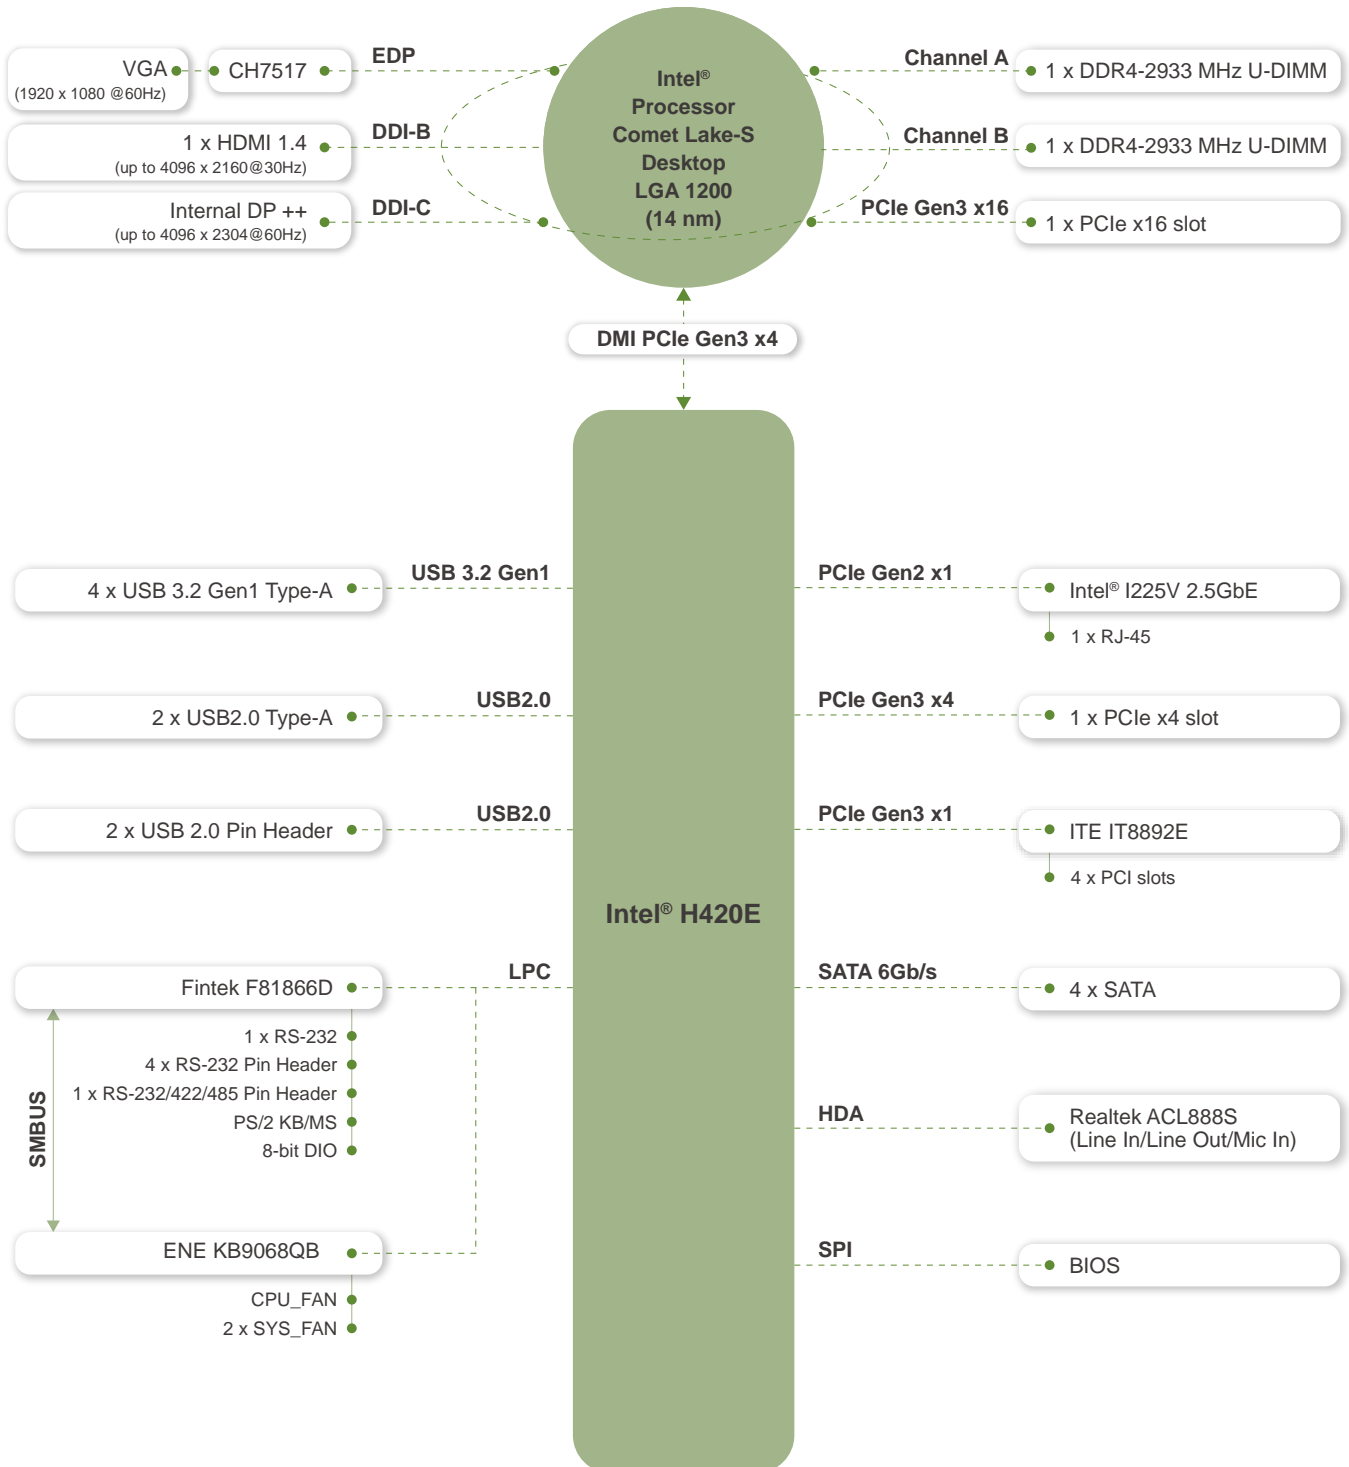 EDP
VGA
(1920 x 1080 @60Hz)
CH7517
DDI-B
1 x HDMI 1.4
(up to 4096 x 2160@30Hz)
DDI-C
Internal DP ++
(up to 4096 x 2304@60Hz)
Intel®
Processor
Comet Lake-S
Desktop
LGA 1200
(14 nm)
Channel A
1 x DDR4-2933 MHz U-DIMM
Channel B
1 x DDR4-2933 MHz U-DIMM
PCIe Gen3 x16
1 x PCIe x16 slot
DMI PCIe Gen3 x4
USB 3.2 Gen1
4 x USB 3.2 Gen1 Type-A
USB2.0
2 x USB2.0 Type-A
USB2.0
2 x USB 2.0 Pin Header
LPC
Fintek F81866D
1 x RS-232
4 x RS-232 Pin Header
1 x RS-232/422/485 Pin Header
PS/2 KB/MS
8-bit DIO
SMBUS
ENE KB9068QB
CPU_FAN
2 x SYS_FAN
Intel® H420E
PCIe Gen2 x1
Intel® I225V 2.5GbE
1 x RJ-45
PCIe Gen3 x4
1 x PCIe x4 slot
PCIe Gen3 x1
ITE IT8892E
4 x PCI slots
SATA 6Gb/s
4 x SATA
HDA
Realtek ACL888S
(Line In/Line Out/Mic In)
SPI
BIOS